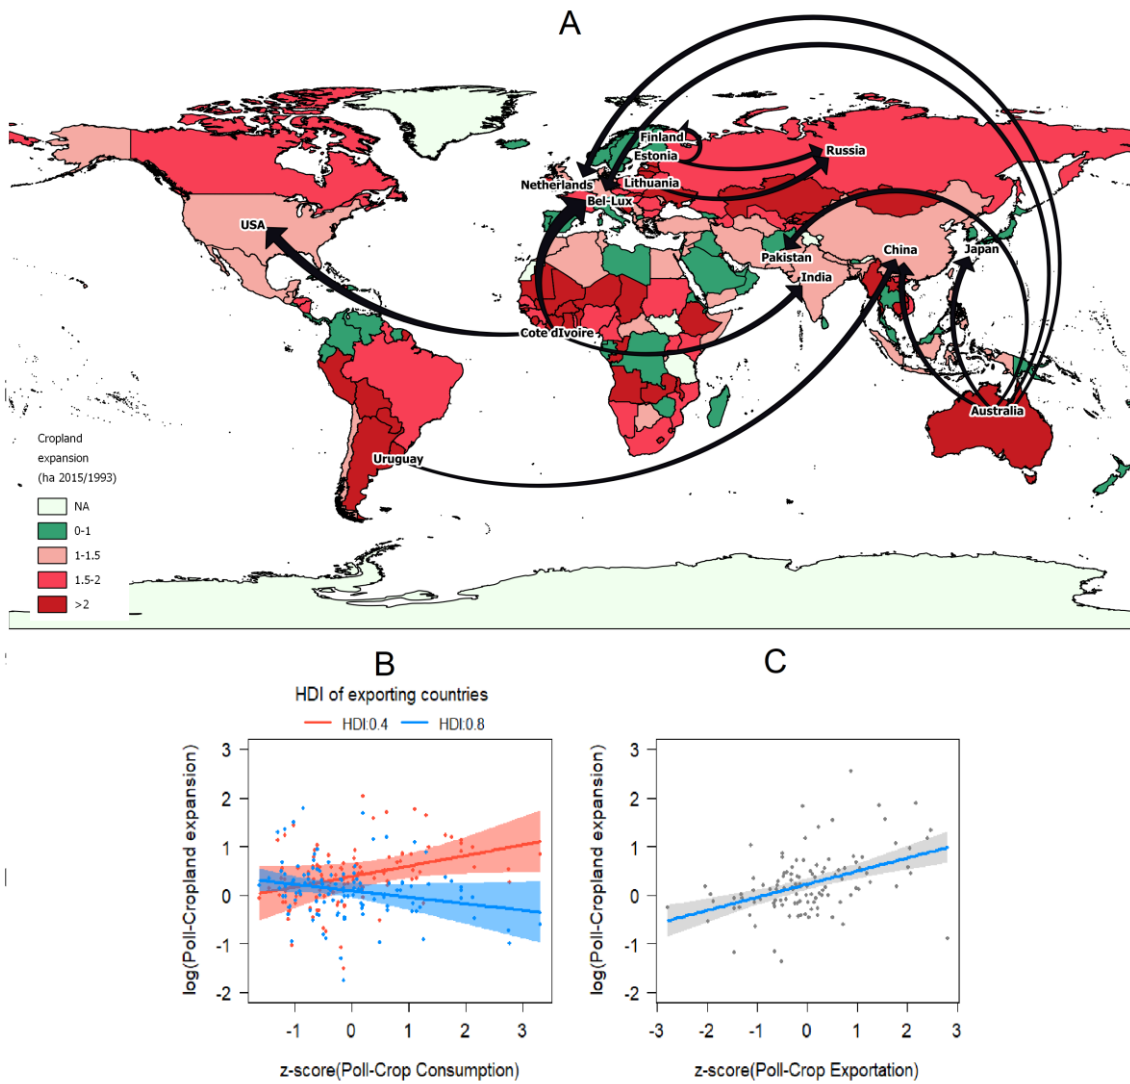 A
Finland
Estonia
Russia
Netherlands
Lithuania
Bel-Lux
USA
China
Japan
Pakistan
India
Cote dIvoire
Australia
Uruguay
Cropland
expansion
(ha 2015/1993)
NA
0-1
1-1.5
1.5-2
>2
B
HDI of exporting countries
HDI:0.4 HDI:0.8
log(Poll-Cropland expansion)
3
2
1
0
-1
-2
-1 0 1 2 3
z-score(Poll-Crop Consumption)
C
log(Poll-Cropland expansion)
3
2
1
0
-1
-2
-3 -2 -1 0 1 2 3
z-score(Poll-Crop Exportation)